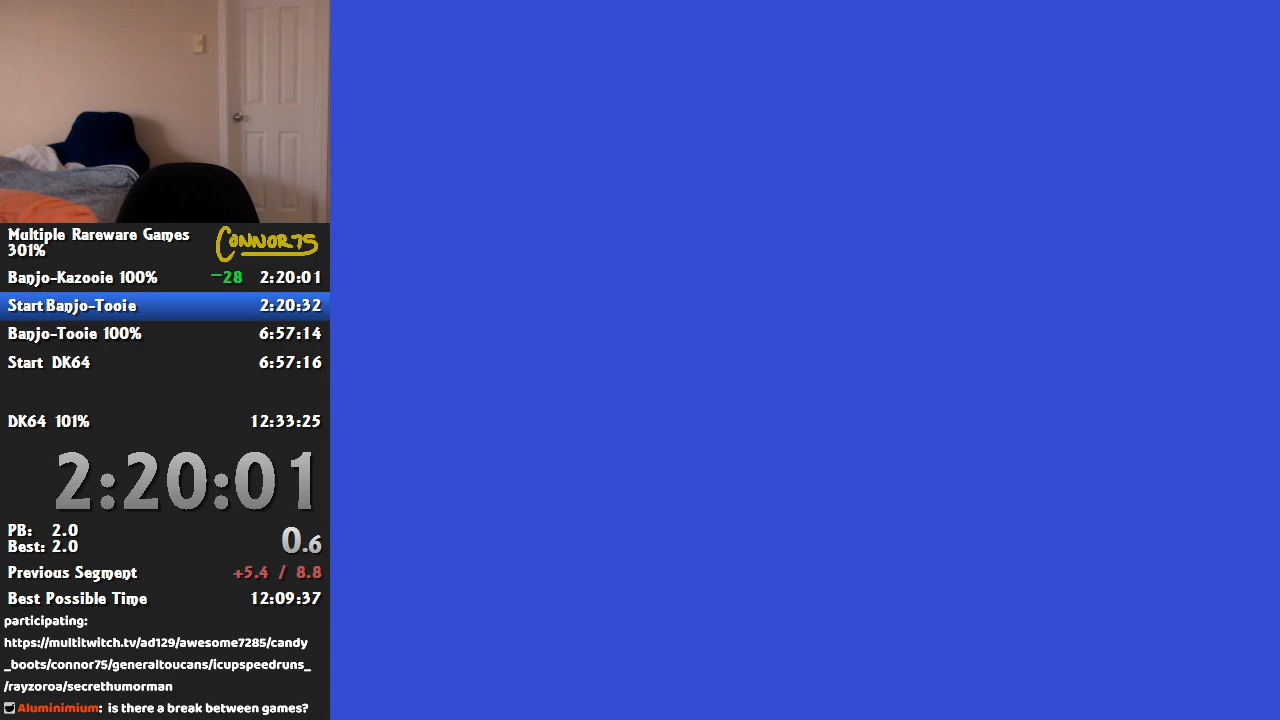 Multiple Rareware Games
301%
CONNOR75
Banjo-Kazooie 100% −28 2:20:01
Start Banjo-Tooie 2:20:32
Banjo-Tooie 100% 6:57:14
Start DK64 6:57:16
DK64 101% 12:33:25
2:20:01
PB: 2.0
Best: 2.0
0.6
Previous Segment +5.4 / 8.8
Best Possible Time 12:09:37
participating:
https://multitwitch.tv/ad129/awesome7285/candy
_boots/connor75/generaltoucans/icupspeedruns_
/rayzoroa/secrethumorman
Aluminimium: is there a break between games?